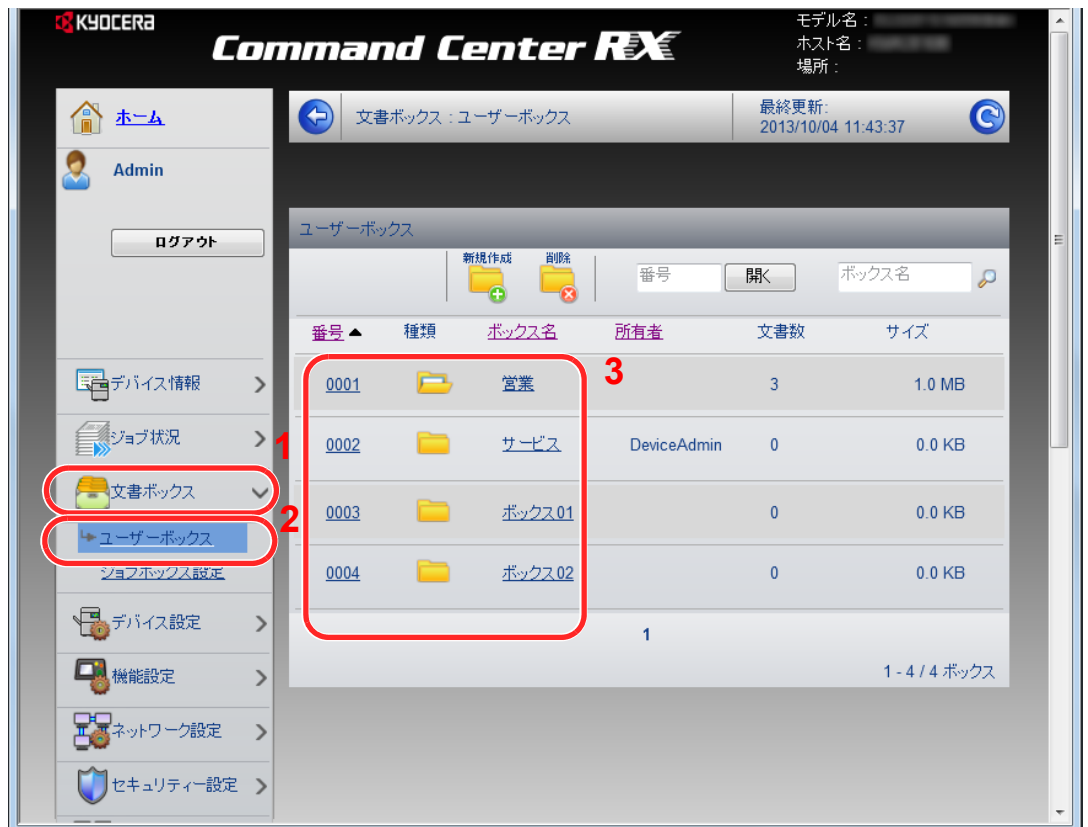 KYOCERA
Command Center RX
モデル名 :
ホスト名 :
場所 :
ホーム
文書ボックス : ユーザーボックス
最終更新:
2013/10/04 11:43:37
Admin
ログアウト
ユーザーボックス
新規作成 削除
番号 開く ボックス名
番号 ▲ 種類 ボックス名 所有者 文書数 サイズ
0001 営業 3 1.0 MB
0002 サービス DeviceAdmin 0 0.0 KB
0003 ボックス01 0 0.0 KB
0004 ボックス02 0 0.0 KB
1
1 - 4 / 4 ボックス
デバイス情報
ジョブ状況
文書ボックス
ユーザーボックス
ジョブボックス設定
デバイス設定
機能設定
ネットワーク設定
セキュリティー設定
1
2
3